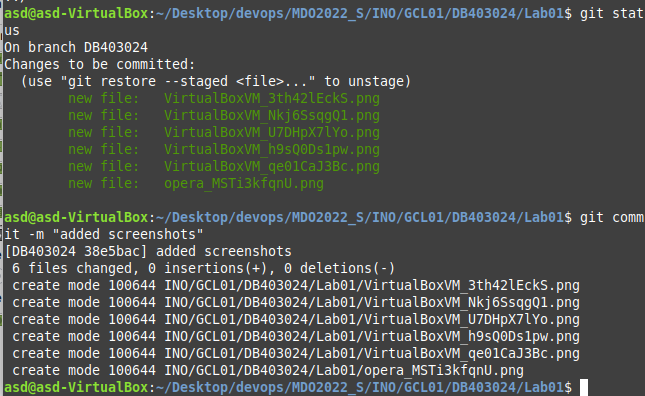 asd@asd-VirtualBox:~/Desktop/devops/MDO2022_S/INO/GCL01/DB403024/Lab01$ git stat
us
On branch DB403024
Changes to be committed:
  (use "git restore --staged <file>..." to unstage)
        new file:   VirtualBoxVM_3th42lEckS.png
        new file:   VirtualBoxVM_Nkj6SsqgQ1.png
        new file:   VirtualBoxVM_U7DHpX7lYo.png
        new file:   VirtualBoxVM_h9sQ0Ds1pw.png
        new file:   VirtualBoxVM_qe01CaJ3Bc.png
        new file:   opera_MSTi3kfqnU.png

asd@asd-VirtualBox:~/Desktop/devops/MDO2022_S/INO/GCL01/DB403024/Lab01$ git comm
it -m "added screenshots"
[DB403024 38e5bac] added screenshots
 6 files changed, 0 insertions(+), 0 deletions(-)
 create mode 100644 INO/GCL01/DB403024/Lab01/VirtualBoxVM_3th42lEckS.png
 create mode 100644 INO/GCL01/DB403024/Lab01/VirtualBoxVM_Nkj6SsqgQ1.png
 create mode 100644 INO/GCL01/DB403024/Lab01/VirtualBoxVM_U7DHpX7lYo.png
 create mode 100644 INO/GCL01/DB403024/Lab01/VirtualBoxVM_h9sQ0Ds1pw.png
 create mode 100644 INO/GCL01/DB403024/Lab01/VirtualBoxVM_qe01CaJ3Bc.png
 create mode 100644 INO/GCL01/DB403024/Lab01/opera_MSTi3kfqnU.png
asd@asd-VirtualBox:~/Desktop/devops/MDO2022_S/INO/GCL01/DB403024/Lab01$